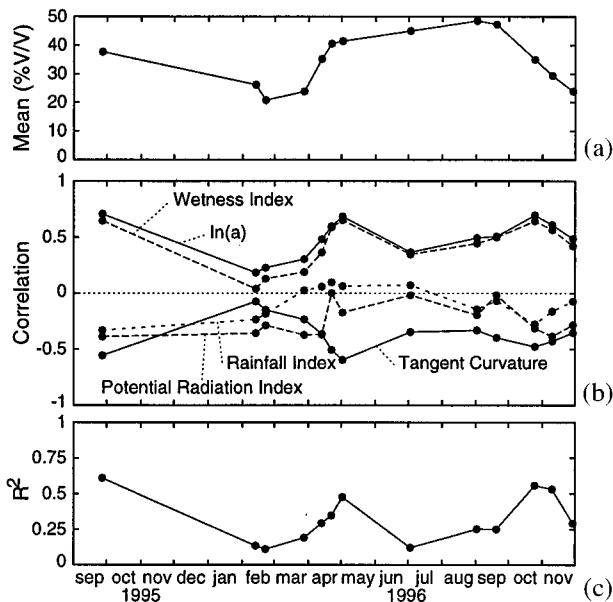 50
40
30
20
10
0
Mean (%V/V)
(a)
1
0.5
0
-0.5
-1
Correlation
Wetness Index
ln(a)
Rainfall Index
Tangent Curvature
Potential Radiation Index
(b)
1
0.75
0.5
0.25
0
R2
sep oct nov dec jan feb mar apr may jun jul aug sep oct nov
1995 1996
(c)